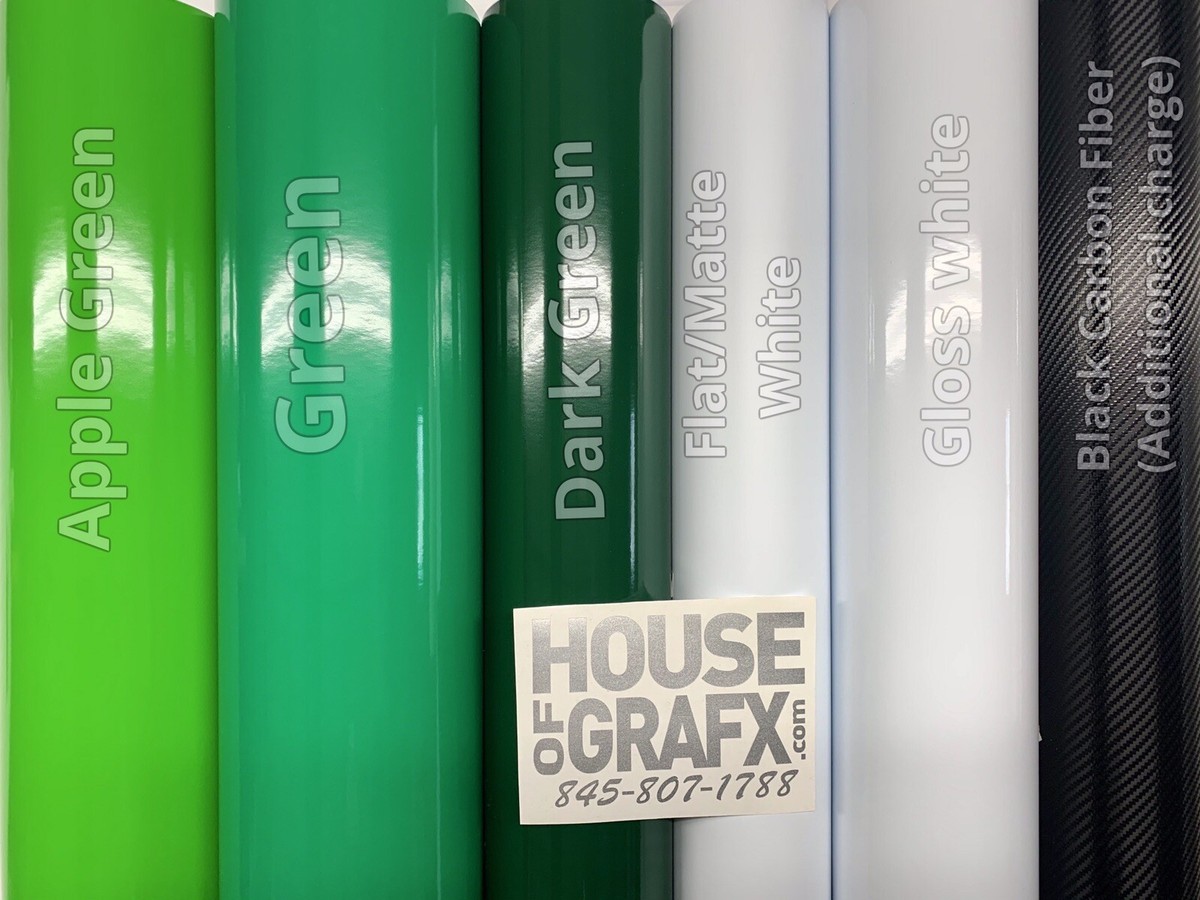 Apple Green
Green
Dark Green
Flat/Matte
White
Gloss white
Black Carbon Fiber
(Additional charge)
HOUSE
OF GRAFX.com
845-807-1788